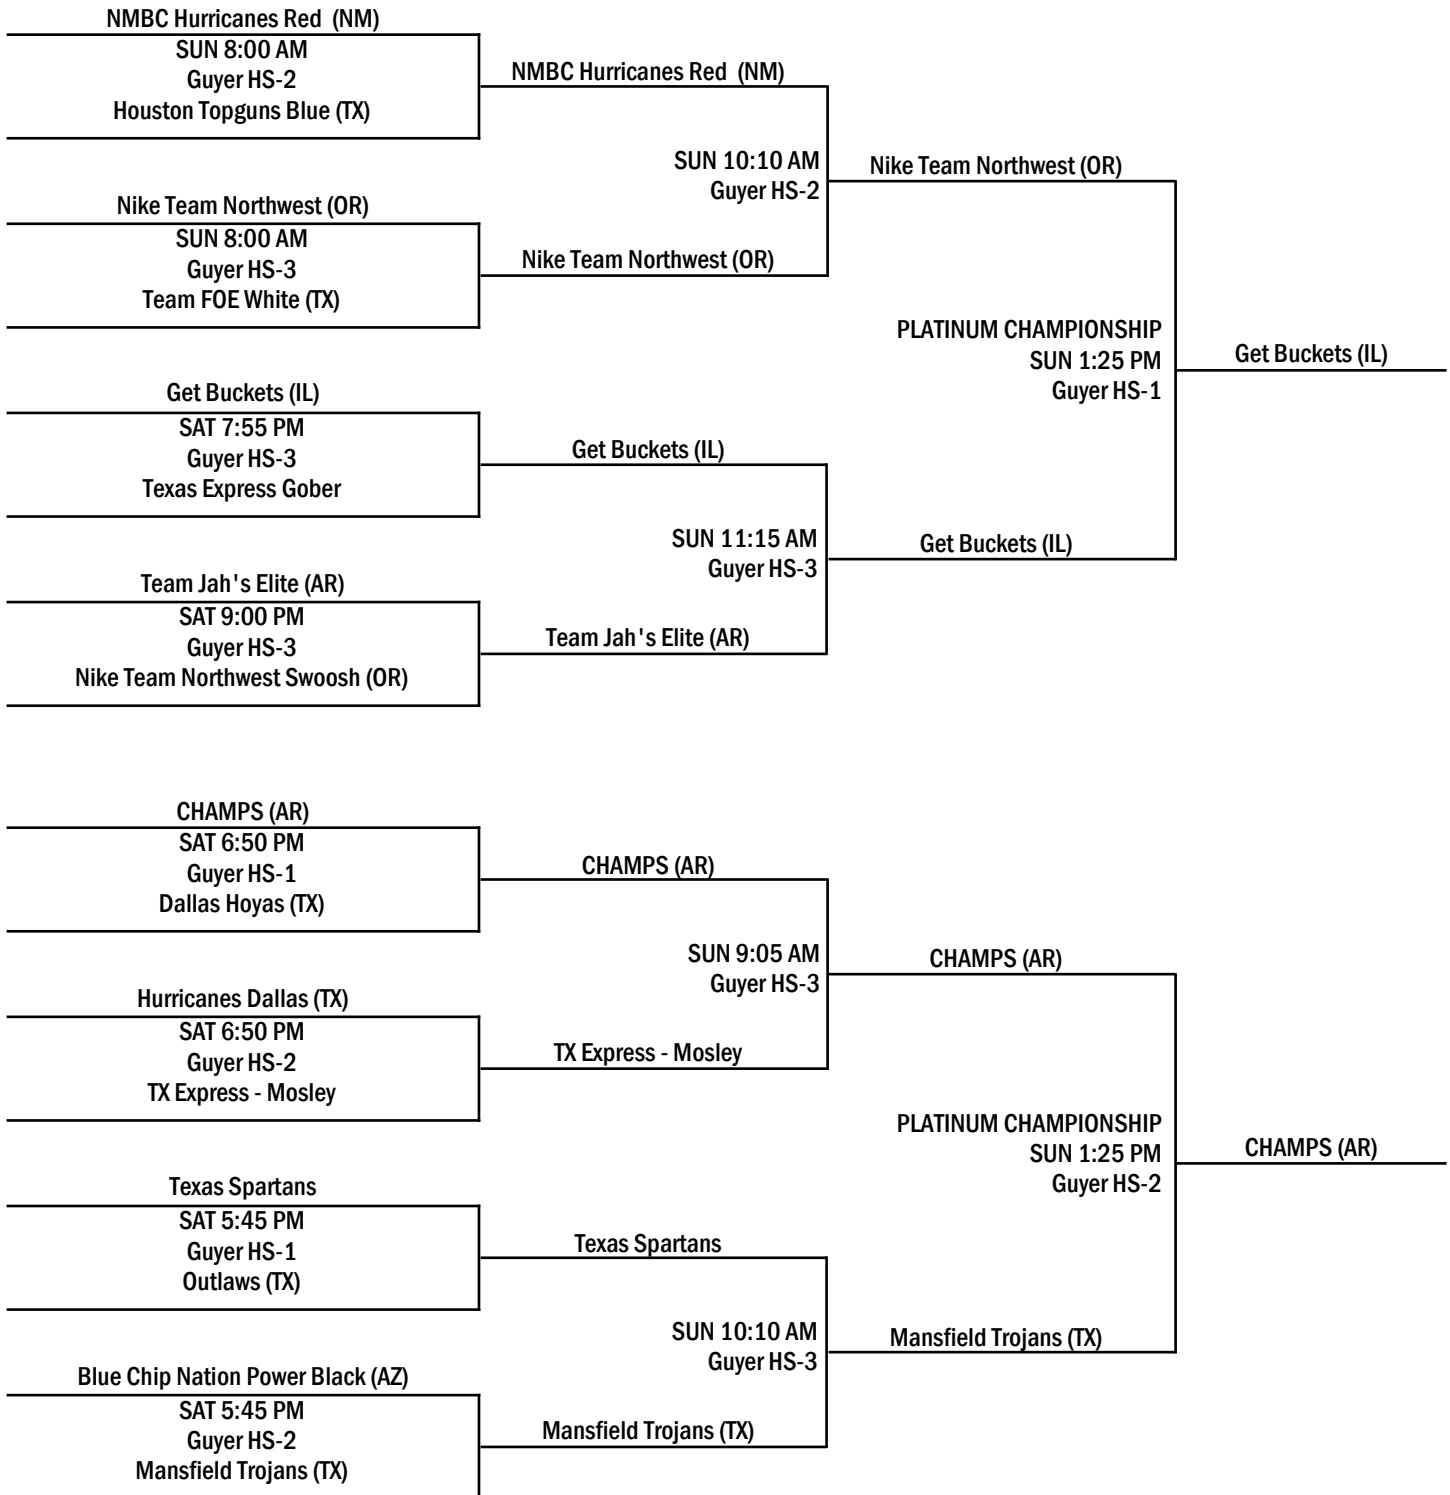 NMBC Hurricanes Red  (NM)
SUN 8:00 AM
Guyer HS-2
Houston Topguns Blue (TX)
NMBC Hurricanes Red  (NM)
SUN 10:10 AM
Guyer HS-2
Nike Team Northwest (OR)
Nike Team Northwest (OR)
SUN 8:00 AM
Guyer HS-3
Team FOE White (TX)
Nike Team Northwest (OR)
PLATINUM CHAMPIONSHIP
SUN 1:25 PM
Guyer HS-1
Get Buckets (IL)
Get Buckets (IL)
SAT 7:55 PM
Guyer HS-3
Texas Express Gober
Get Buckets (IL)
SUN 11:15 AM
Guyer HS-3
Get Buckets (IL)
Team Jah's Elite (AR)
SAT 9:00 PM
Guyer HS-3
Nike Team Northwest Swoosh (OR)
Team Jah's Elite (AR)
CHAMPS (AR)
SAT 6:50 PM
Guyer HS-1
Dallas Hoyas (TX)
CHAMPS (AR)
SUN 9:05 AM
Guyer HS-3
CHAMPS (AR)
Hurricanes Dallas (TX)
SAT 6:50 PM
Guyer HS-2
TX Express - Mosley
TX Express - Mosley
PLATINUM CHAMPIONSHIP
SUN 1:25 PM
Guyer HS-2
CHAMPS (AR)
Texas Spartans
SAT 5:45 PM
Guyer HS-1
Outlaws (TX)
Texas Spartans
SUN 10:10 AM
Guyer HS-3
Mansfield Trojans (TX)
Blue Chip Nation Power Black (AZ)
SAT 5:45 PM
Guyer HS-2
Mansfield Trojans (TX)
Mansfield Trojans (TX)